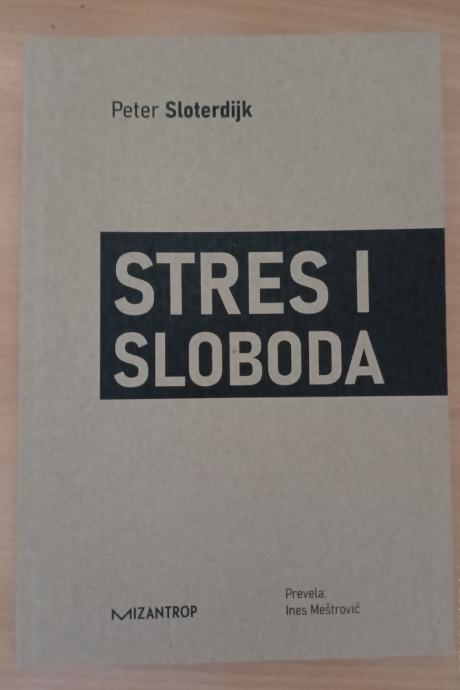 Peter Sloterdijk
STRES I
SLOBODA
MIZANTROP
Prevela:
Ines Meštrović